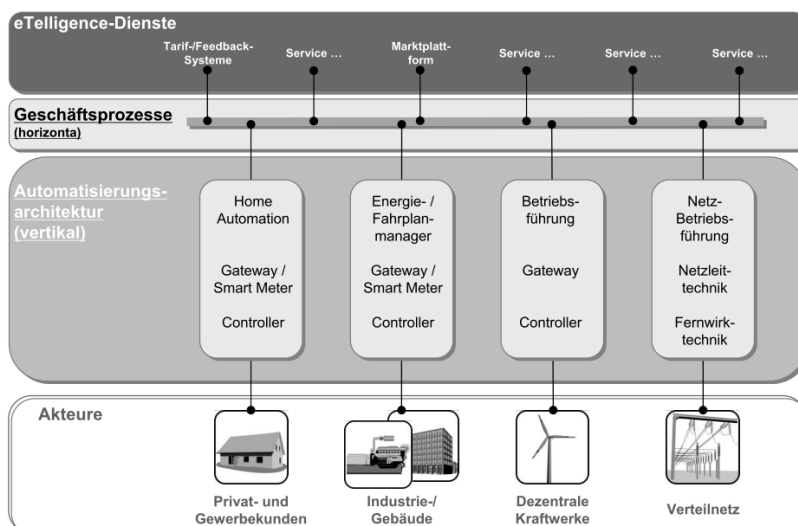 eTelligence-Dienste
Tarif-/Feedback-
Systeme
Service ...
Marktplatt-
form
Service ...
Service ...
Service ...
Geschäftsprozesse
(horizonta)
Automatisierungs-
architektur
(vertikal)
Home
Automation
Gateway /
Smart Meter
Controller
Energie- /
Fahrplan-
manager
Gateway /
Smart Meter
Controller
Betriebs-
führung
Gateway
Controller
Netz-
Betriebs-
führung
Netzleit-
technik
Fernwirk-
technik
Akteure
Privat- und
Gewerbekunden
Industrie-/
Gebäude
Dezentrale
Kraftwerke
Verteilnetz